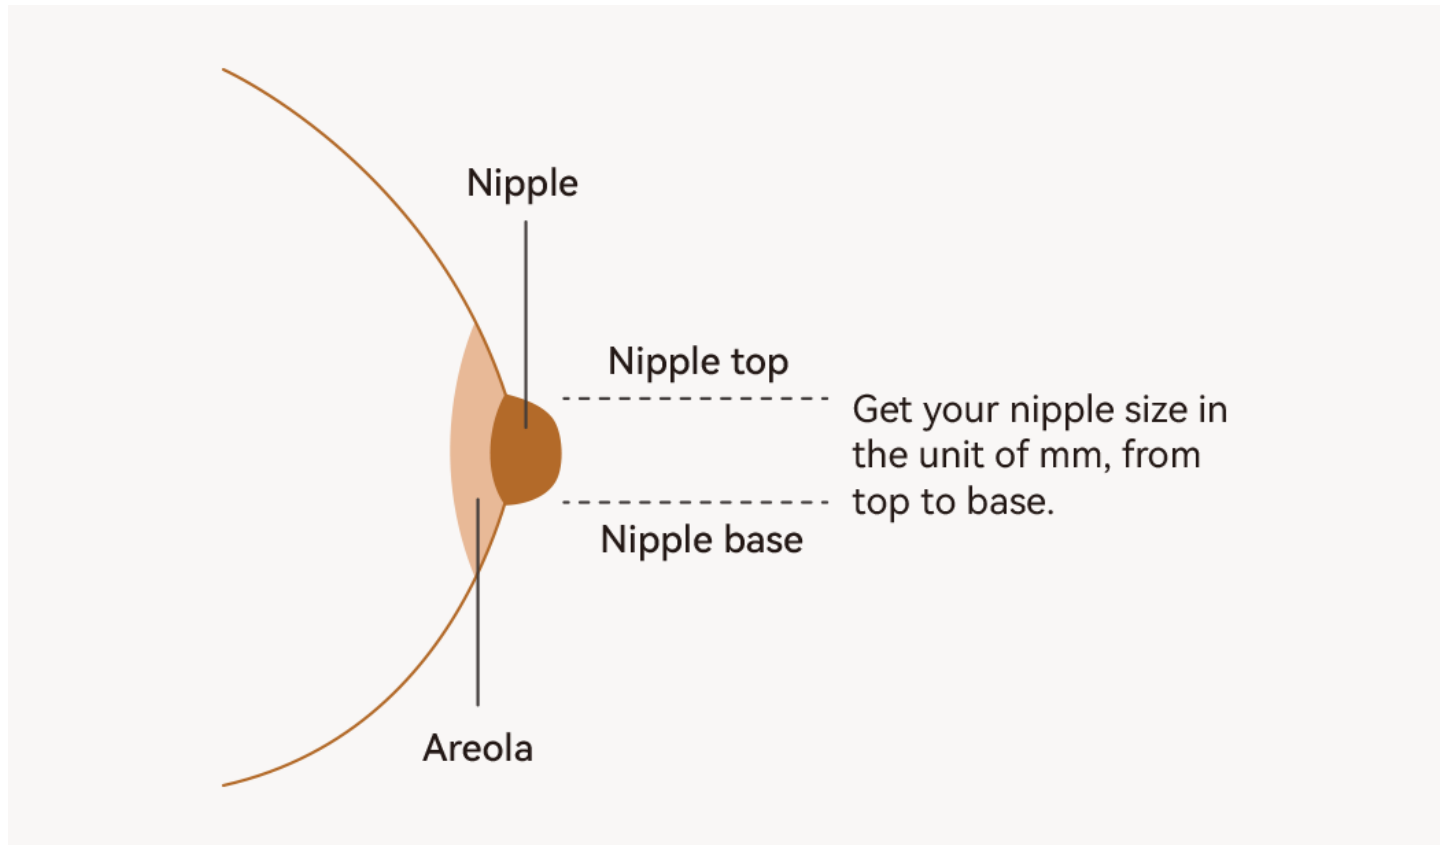 Nipple
Nipple top
Get your nipple size in
the unit of mm, from
top to base.
Nipple base
Areola